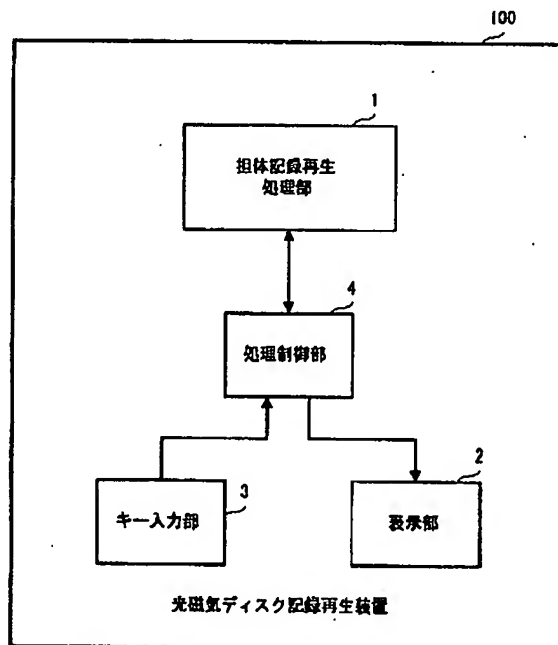 100
1
担体記録再生
処理部
4
処理制御部
3
キー入力部
2
表示部
光磁気ディスク記録再生装置